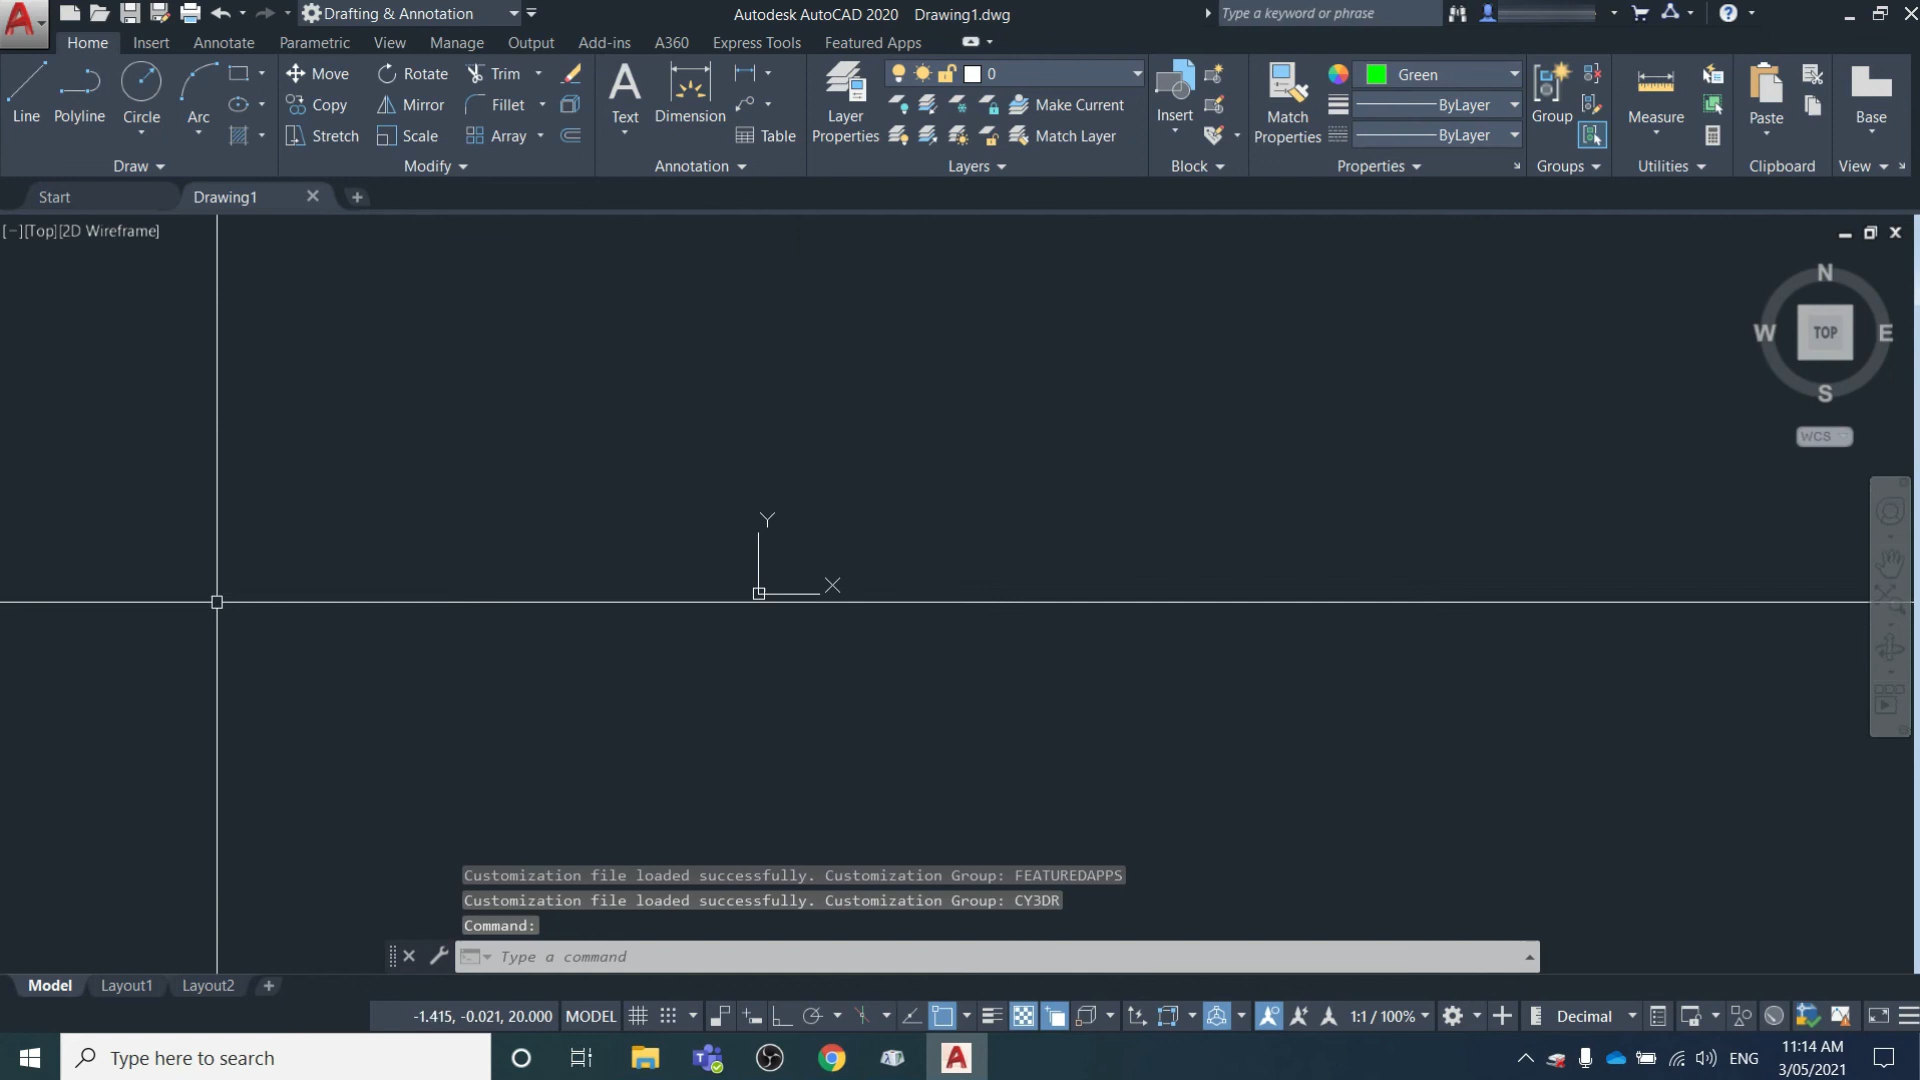 Drafting & Annotation
Autodesk AutoCAD 2020 Drawing1.dwg
Type a keyword or phrase
Home Insert Annotate Parametric View Manage Output Add-ins A360 Express Tools Featured Apps
Line
Polyline
Circle
Arc
Draw
Move Rotate Trim
Copy Mirror Fillet
Stretch Scale Array
Modify
Text
Dimension
Table
Annotation
Layer
Properties
0
Make Current
Match Layer
Layers
Insert
Block
Match
Properties
Green
ByLayer
ByLayer
Properties
Group
Groups
Measure
Utilities
Paste
Clipboard
Base
View
Start Drawing1
[−][Top][2D Wireframe]
N
W TOP E
S
WCS
Y
X
Customization file loaded successfully. Customization Group: FEATUREDAPPS
Customization file loaded successfully. Customization Group: CY3DR
Command:
Type a command
Model Layout1 Layout2
-1.415, -0.021, 20.000 MODEL 1:1 / 100% Decimal
Type here to search
ENG
11:14 AM
3/05/2021